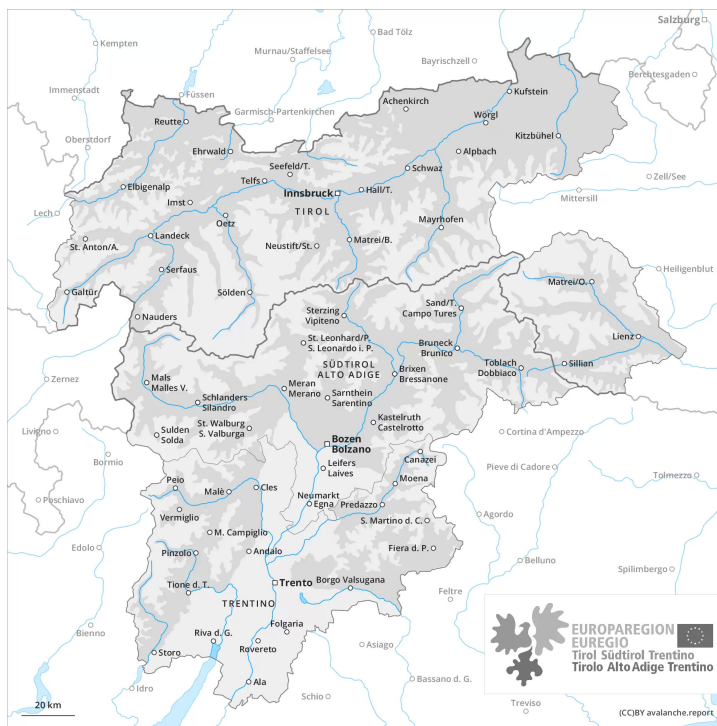 Salzburg
Kempten
Bad Tölz
Murnau/Staffelsee
Bayrischzell
Berchtesgaden
Immenstadt
Füssen
Garmisch-Partenkirchen
Achenkirch
Kufstein
Reutte
Wörgl
Oberstdorf
Ehrwald
Kitzbühel
Alpbach
Seefeld/T.
Schwaz
Telfs
Zell/See
Elbigenalp
Innsbruck
Hall/T.
Mittersill
Imst
TIROL
Lech
Oetz
Mayrhofen
Landeck
St. Anton/A.
Neustift/St.
Matrei/B.
Serfaus
Heiligenblut
Galtür
Sölden
Matrei/O.
Nauders
Sterzing
Vipiteno
Sand/T.
Campo Tures
Lienz
St. Leonhard/P.
S. Leonardo i. P.
Bruneck
Brunico
Toblach
Dobbiaco
Sillian
SÜDTIROL
ALTO ADIGE
Brixen
Bressanone
Zernez
Mals
Malles V.
Meran
Merano
Sarnthein
Sarentino
Schlanders
Silandro
Kastelruth
Castelrotto
St. Walburg
S. Valburga
Sulden
Solda
Livigno
Bozen
Bolzano
Cortina d'Ampezzo
Canazei
Bormio
Leifers
Laives
Pieve di Cadore
Tolmezzo
Peio
Malè
Cles
Moena
Poschiavo
Neumarkt
Egna
Predazzo
Vermiglio
Agordo
S. Martino d. C.
M. Campiglio
Edolo
Pinzolo
Andalo
Fiera d. P.
Belluno
Spilimbergo
Tione d. T.
Trento
Borgo Valsugana
Feltre
TRENTINO
Folgaria
Bienno
Riva d. G.
Rovereto
Asiago
Storo
Ala
Idro
Schio
Bassano d. G.
Treviso
20 km
EUROPAREGION
EUREGIO
Tirol Südtirol Trentino
Tirolo Alto Adige Trentino
(CC)BY avalanche.report